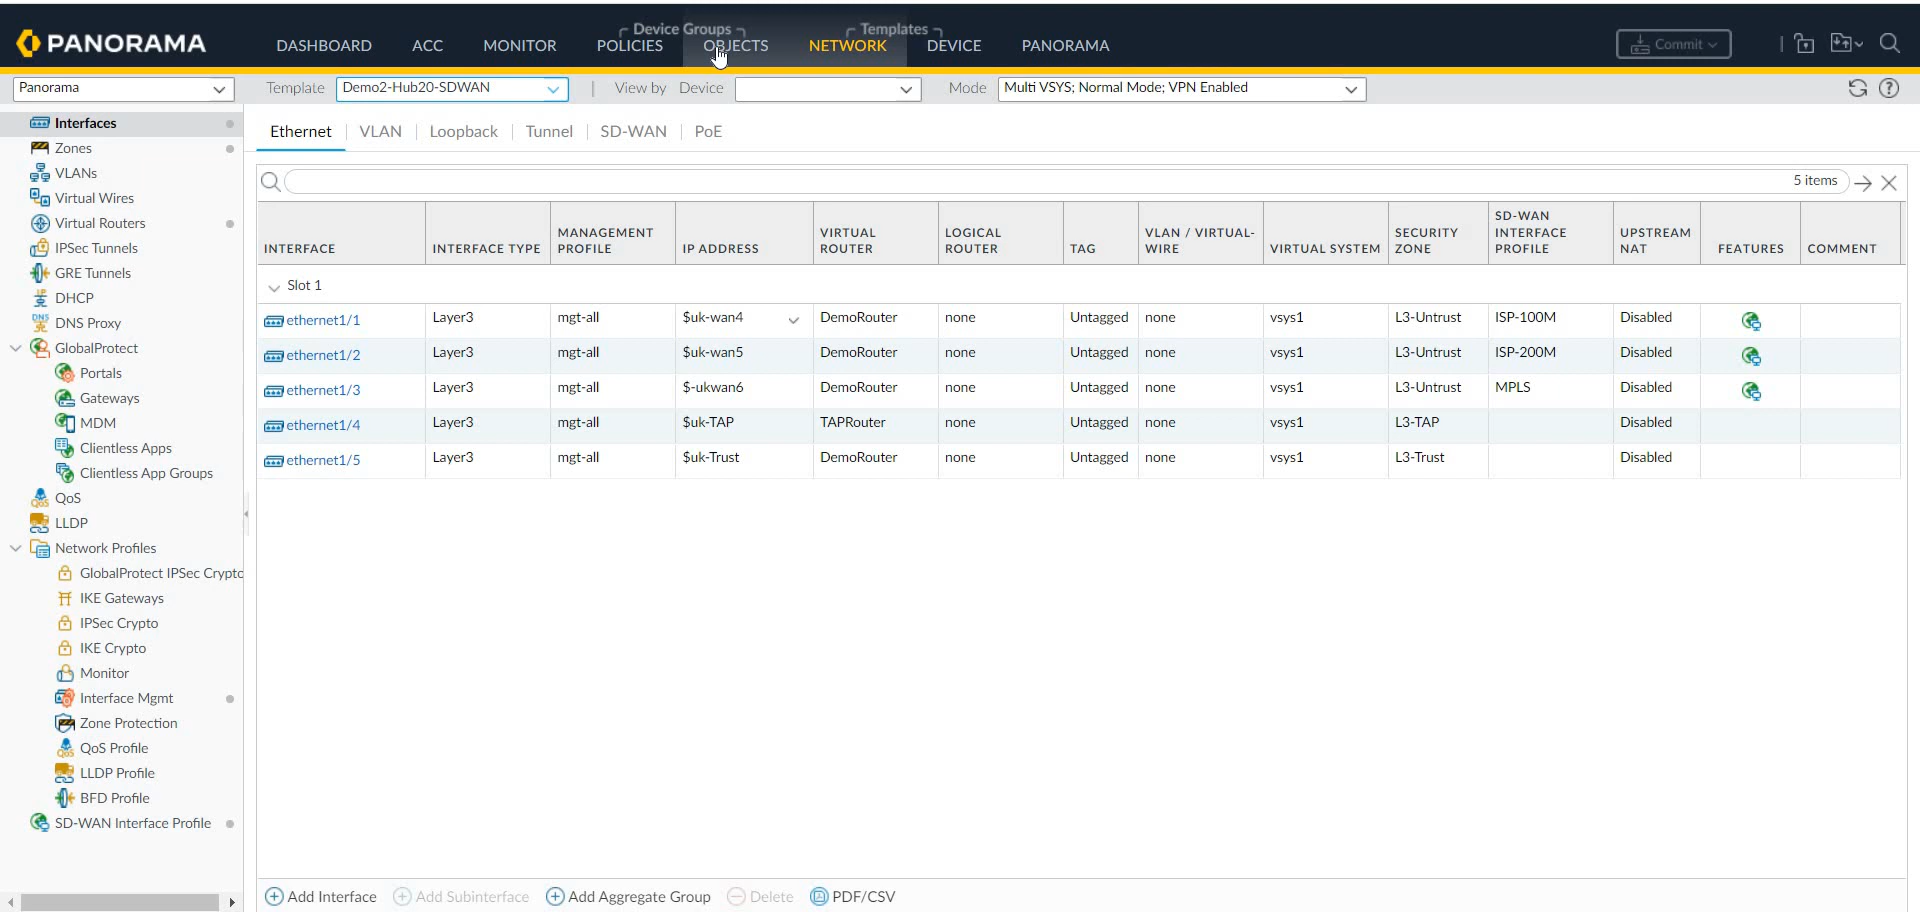 PANORAMA
Device Groups
Templates
DASHBOARD ACC MONITOR POLICIES OBJECTS NETWORK DEVICE PANORAMA
Commit
Panorama
Template Demo2-Hub20-SDWAN | View by Device Mode Multi VSYS; Normal Mode; VPN Enabled
Interfaces
Zones
VLANs
Virtual Wires
Virtual Routers
IPSec Tunnels
GRE Tunnels
DHCP
DNS Proxy
GlobalProtect
Portals
Gateways
MDM
Clientless Apps
Clientless App Groups
QoS
LLDP
Network Profiles
GlobalProtect IPSec Crypto
IKE Gateways
IPSec Crypto
IKE Crypto
Monitor
Interface Mgmt
Zone Protection
QoS Profile
LLDP Profile
BFD Profile
SD-WAN Interface Profile
Ethernet VLAN Loopback Tunnel SD-WAN PoE
5 items
INTERFACE
INTERFACE TYPE
MANAGEMENT
PROFILE
IP ADDRESS
VIRTUAL
ROUTER
LOGICAL
ROUTER
TAG
VLAN / VIRTUAL-
WIRE
VIRTUAL SYSTEM
SECURITY
ZONE
SD-WAN
INTERFACE
PROFILE
UPSTREAM
NAT
FEATURES
COMMENT
Slot 1
ethernet1/1 Layer3 mgt-all $uk-wan4 DemoRouter none Untagged none vsys1 L3-Untrust ISP-100M Disabled
ethernet1/2 Layer3 mgt-all $uk-wan5 DemoRouter none Untagged none vsys1 L3-Untrust ISP-200M Disabled
ethernet1/3 Layer3 mgt-all $-ukwan6 DemoRouter none Untagged none vsys1 L3-Untrust MPLS Disabled
ethernet1/4 Layer3 mgt-all $uk-TAP TAPRouter none Untagged none vsys1 L3-TAP Disabled
ethernet1/5 Layer3 mgt-all $uk-Trust DemoRouter none Untagged none vsys1 L3-Trust Disabled
Add Interface Add Subinterface Add Aggregate Group Delete PDF/CSV